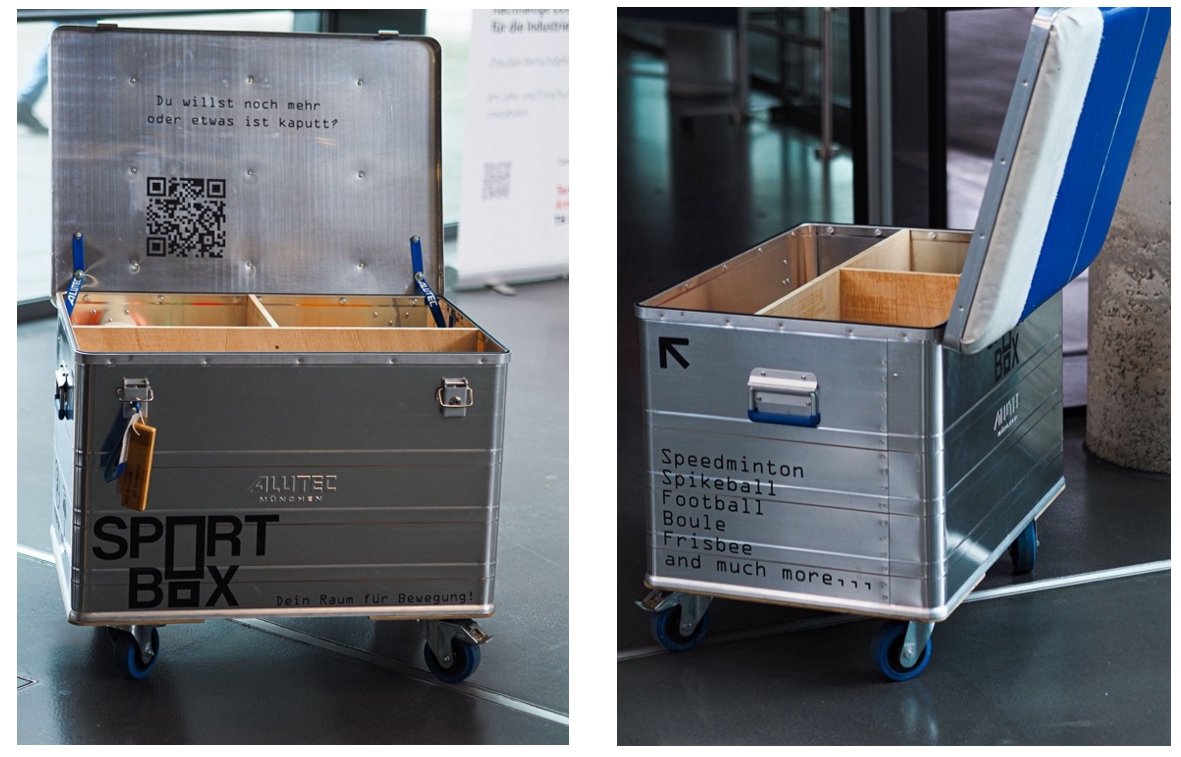 Du willst noch mehr
oder etwas ist kaputt?
ALUTEC
ALUTEC
MÜNCHEN
SPORT
BOX
Dein Raum für Bewegung!
für die Industrie
BOX
ALUTEC
MÜNCHEN
Speedminton
Spikeball
Football
Boule
Frisbee
and much more,,,